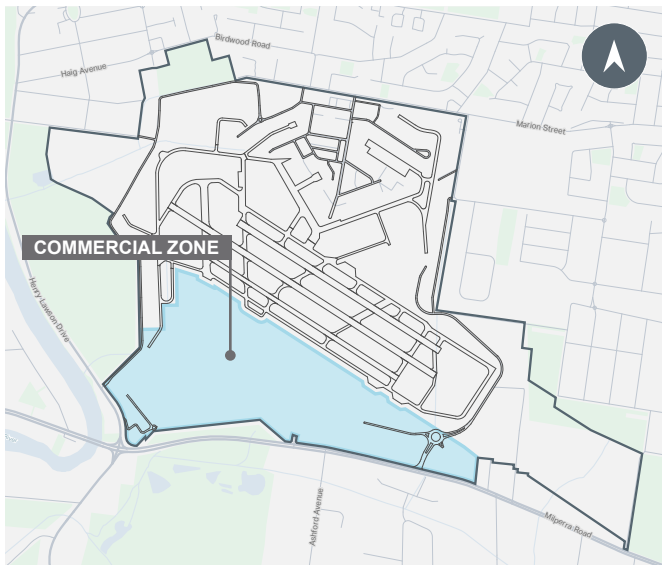 Birdwood Road
Haig Avenue
Marion Street
COMMERCIAL ZONE
Henry Lawson Drive
Ashford Avenue
Milperra Road